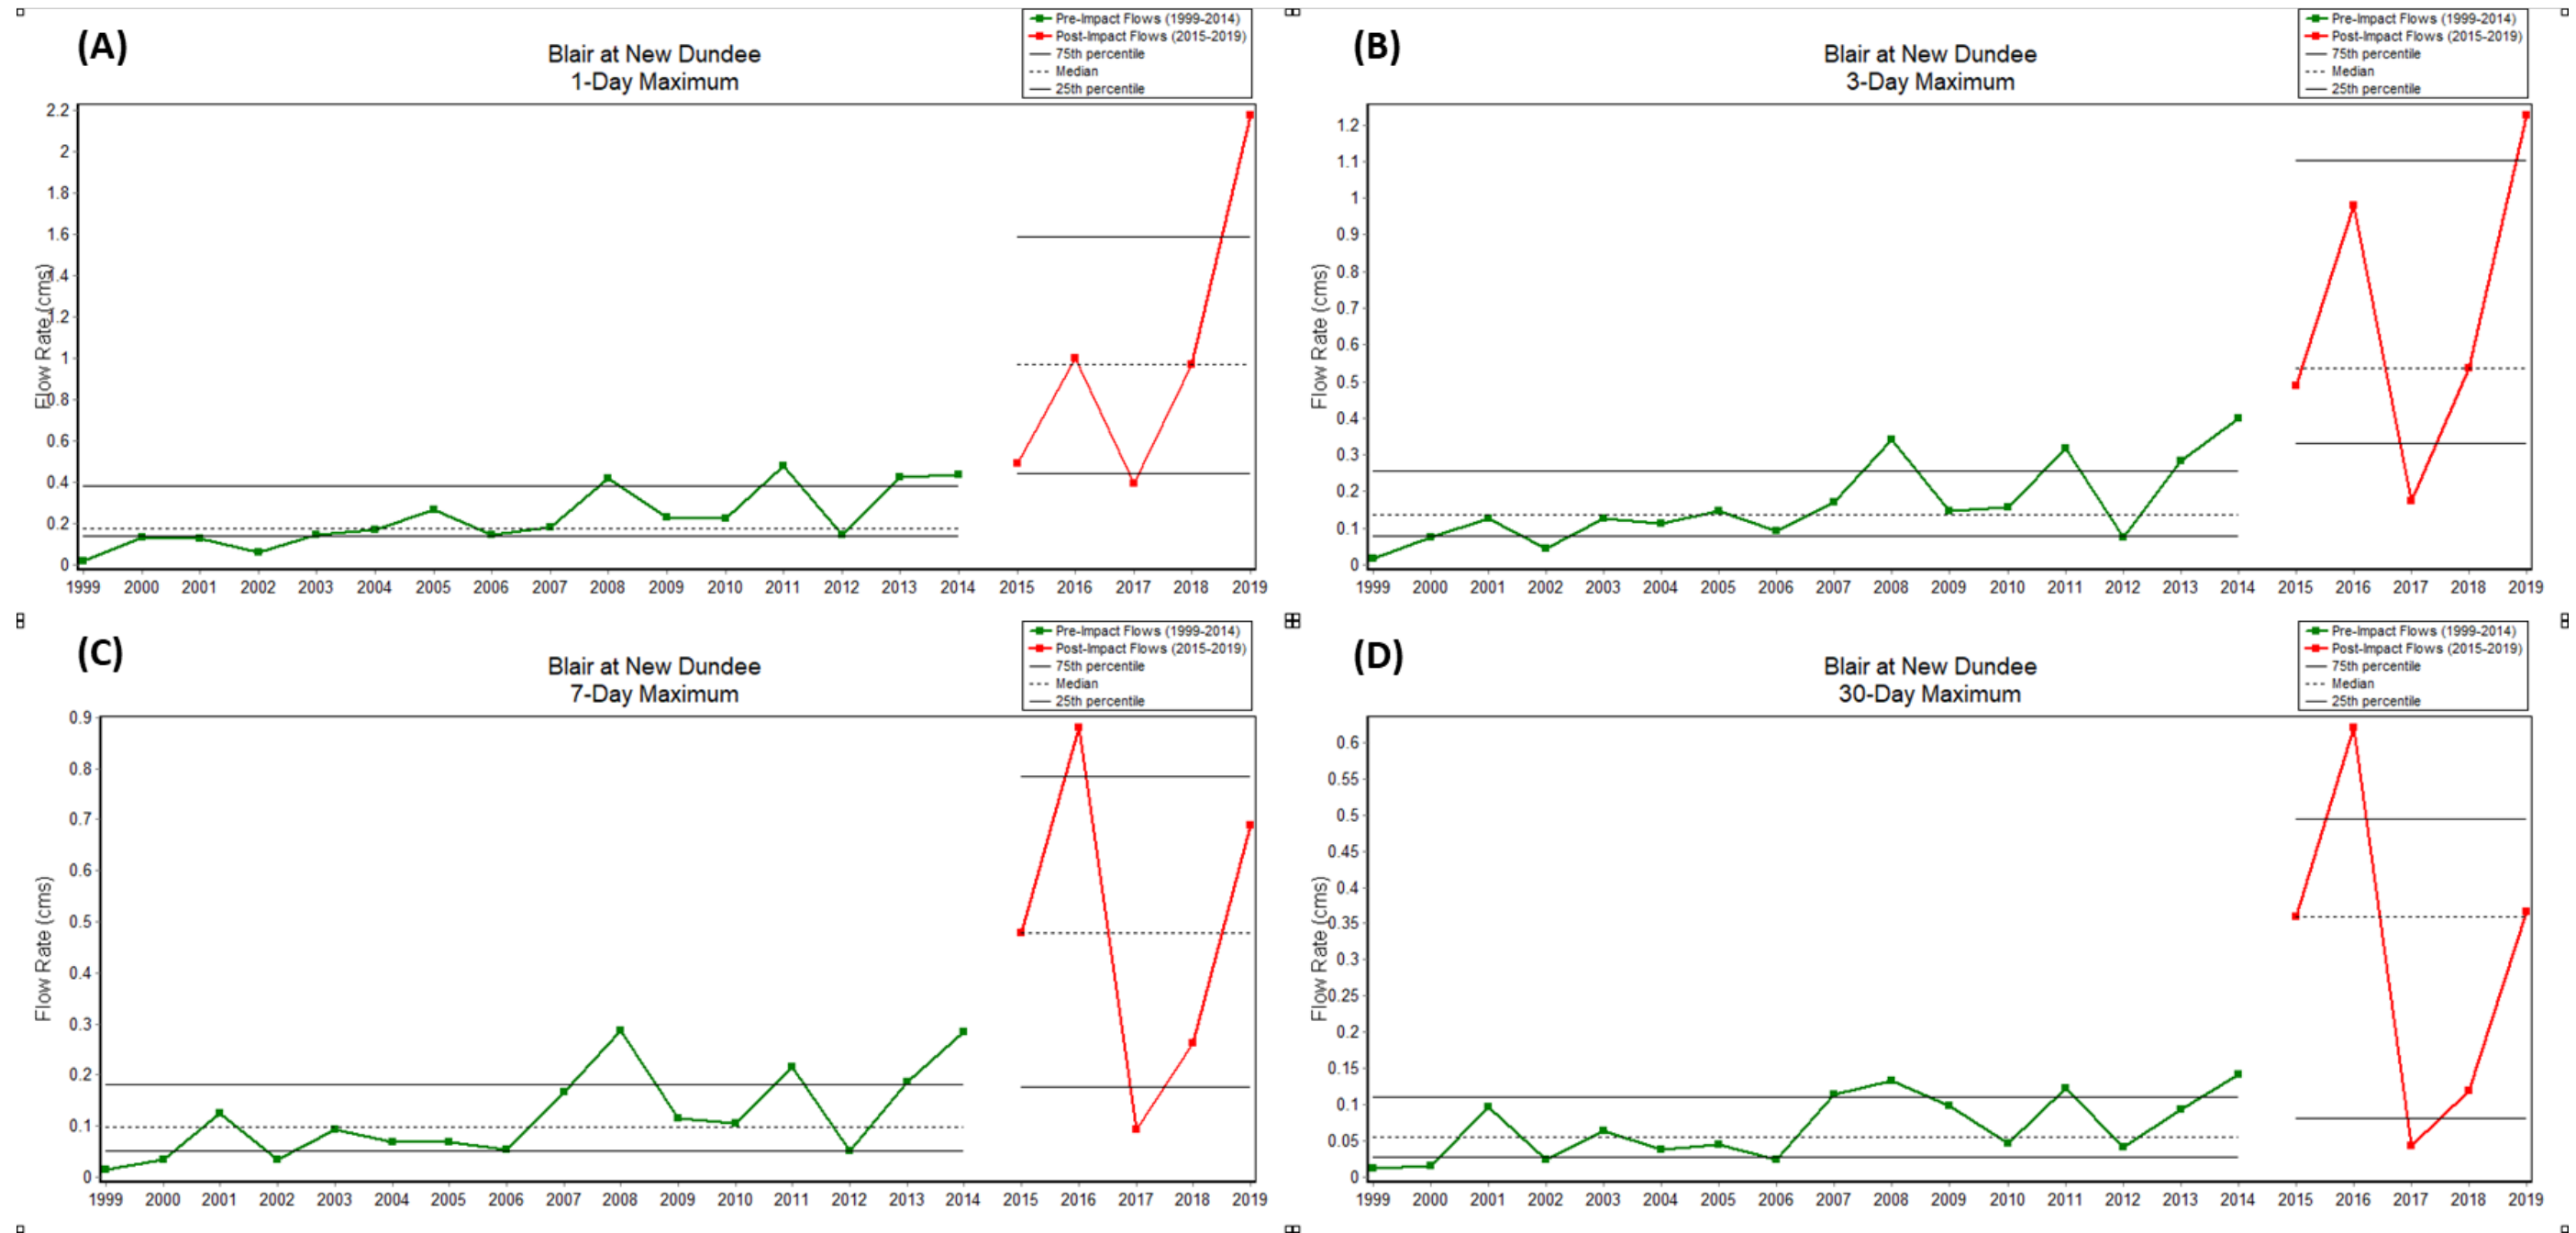 (A)
Blair at New Dundee
1-Day Maximum
Pre-Impact Flows (1999-2014)
Post-Impact Flows (2015-2019)
75th percentile
Median
25th percentile
Flow Rate (cms)
2.2
2
1.8
1.6
1.4
1.2
1
0.8
0.6
0.4
0.2
0
1999 2000 2001 2002 2003 2004 2005 2006 2007 2008 2009 2010 2011 2012 2013 2014 2015 2016 2017 2018 2019
(B)
Blair at New Dundee
3-Day Maximum
Pre-Impact Flows (1999-2014)
Post-Impact Flows (2015-2019)
75th percentile
Median
25th percentile
Flow Rate (cms)
1.2
1.1
1
0.9
0.8
0.7
0.6
0.5
0.4
0.3
0.2
0.1
0
1999 2000 2001 2002 2003 2004 2005 2006 2007 2008 2009 2010 2011 2012 2013 2014 2015 2016 2017 2018 2019
(C)
Blair at New Dundee
7-Day Maximum
Pre-Impact Flows (1999-2014)
Post-Impact Flows (2015-2019)
75th percentile
Median
25th percentile
Flow Rate (cms)
0.9
0.8
0.7
0.6
0.5
0.4
0.3
0.2
0.1
0
1999 2000 2001 2002 2003 2004 2005 2006 2007 2008 2009 2010 2011 2012 2013 2014 2015 2016 2017 2018 2019
(D)
Blair at New Dundee
30-Day Maximum
Pre-Impact Flows (1999-2014)
Post-Impact Flows (2015-2019)
75th percentile
Median
25th percentile
Flow Rate (cms)
0.6
0.55
0.5
0.45
0.4
0.35
0.3
0.25
0.2
0.15
0.1
0.05
0
1999 2000 2001 2002 2003 2004 2005 2006 2007 2008 2009 2010 2011 2012 2013 2014 2015 2016 2017 2018 2019